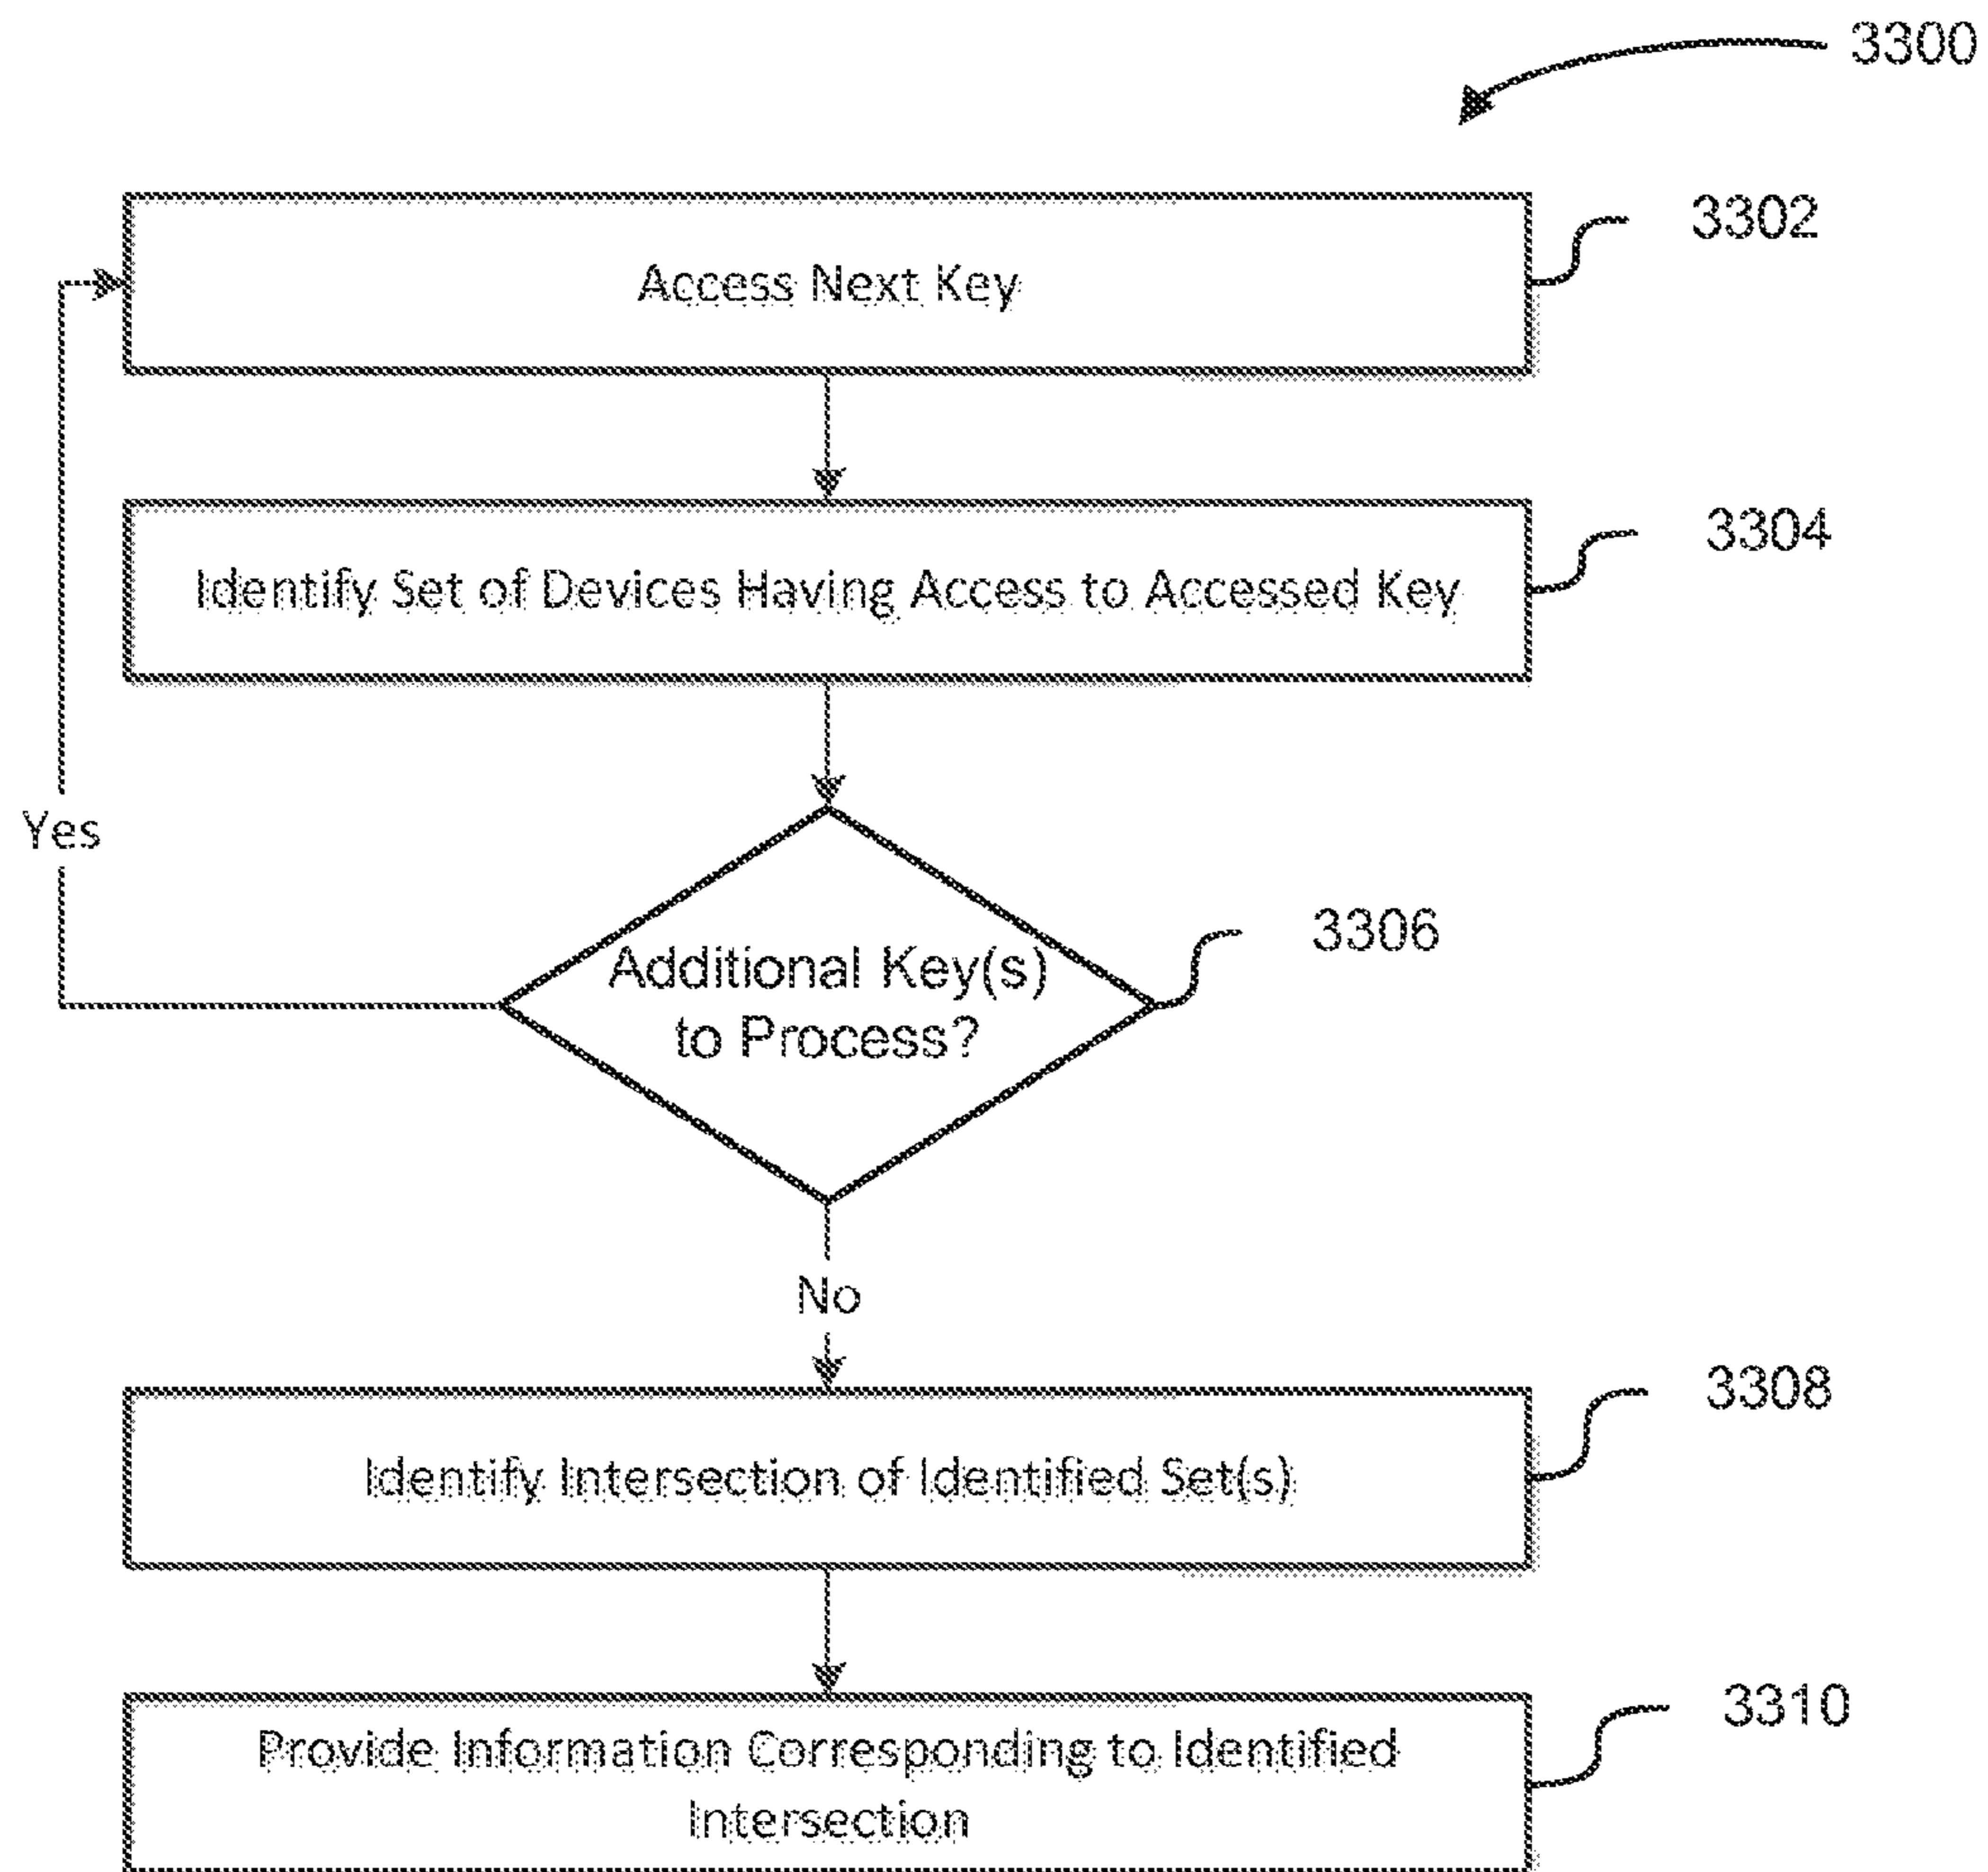 3300
3302
Access Next Key
3304
Identify Set of Devices Having Access to Accessed Key
Yes
3306
Additional Key(s)
to Process?
No
3308
Identify Intersection of Identified Set(s)
3310
Provide Information Corresponding to Identified
Intersection